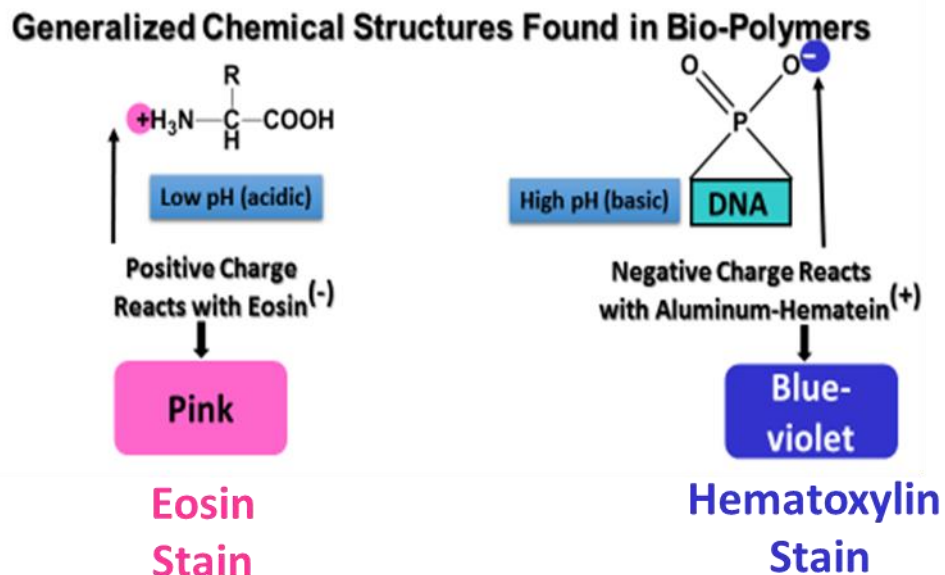 Generalized Chemical Structures Found in Bio-Polymers
R
+H₃N—C—COOH
H
Low pH (acidic)
Positive Charge
Reacts with Eosin(-)
Pink
Eosin
Stain
O O−
P
High pH (basic)
DNA
Negative Charge Reacts
with Aluminum-Hematein(+)
Blue-
violet
Hematoxylin
Stain